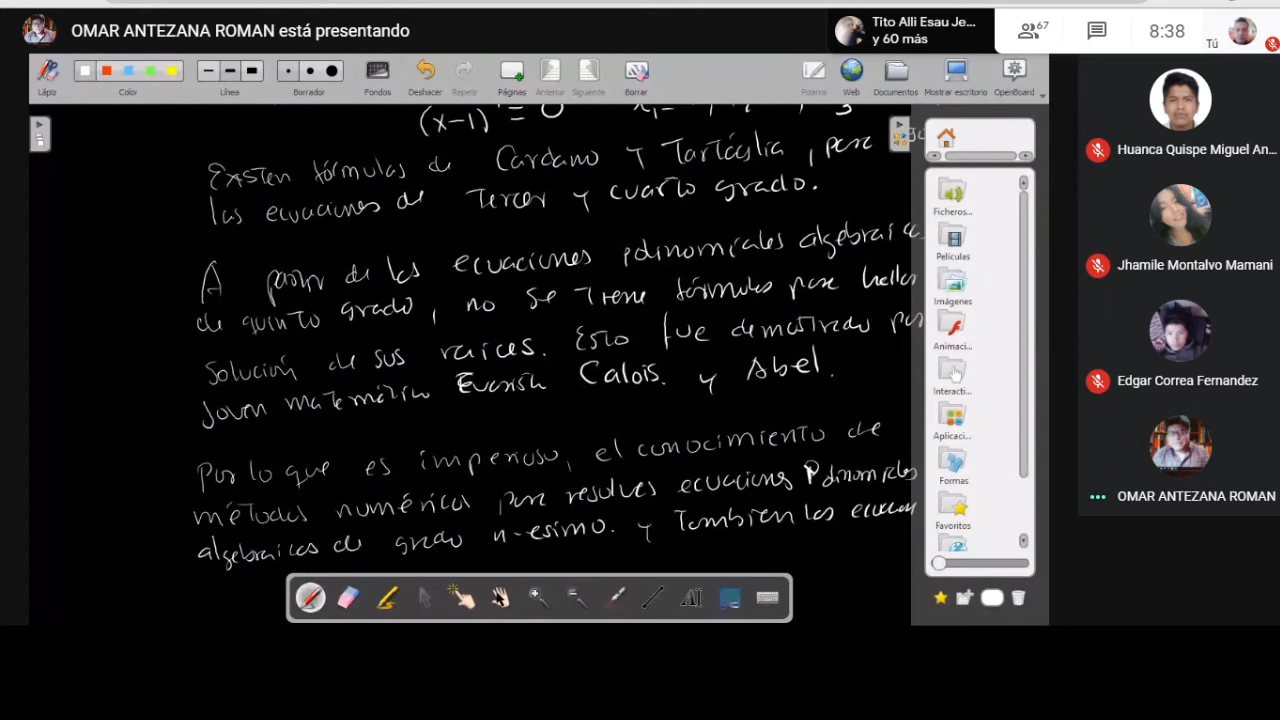 OMAR ANTEZANA ROMAN está presentando
Tito Alli Esau Je...
y 60 más
67
8:38
Tú
Lápiz
Color
Línea
Borrador
Fondos
Deshacer
Repetir
Páginas
Anterior
Siguiente
Borrar
Pizarra
Web
Documentos
Mostrar escritorio
OpenBoard
(x-1) = 0
Existen fórmulas de Cardano y Tartaglia, para
las ecuaciones de Tercer y cuarto grado.
A partir de las ecuaciones polinomiales algebraica
de quinto grado, no se tiene fórmulas para hallar
solución de sus raices. Esto fue demostrado por
joven matemático Evariste Galois. y Abel.
Por lo que es imperioso, el conocimiento de
métodos numéricos para resolver ecuaciones Polinomiales
algebraicas de grado n-esimo. y Tambien las
Ficheros...
Películas
Imágenes
Animaci...
Interacti...
Aplicaci...
Formas
Favoritos
Huanca Quispe Miguel An...
Jhamile Montalvo Mamani
Edgar Correa Fernandez
OMAR ANTEZANA ROMAN